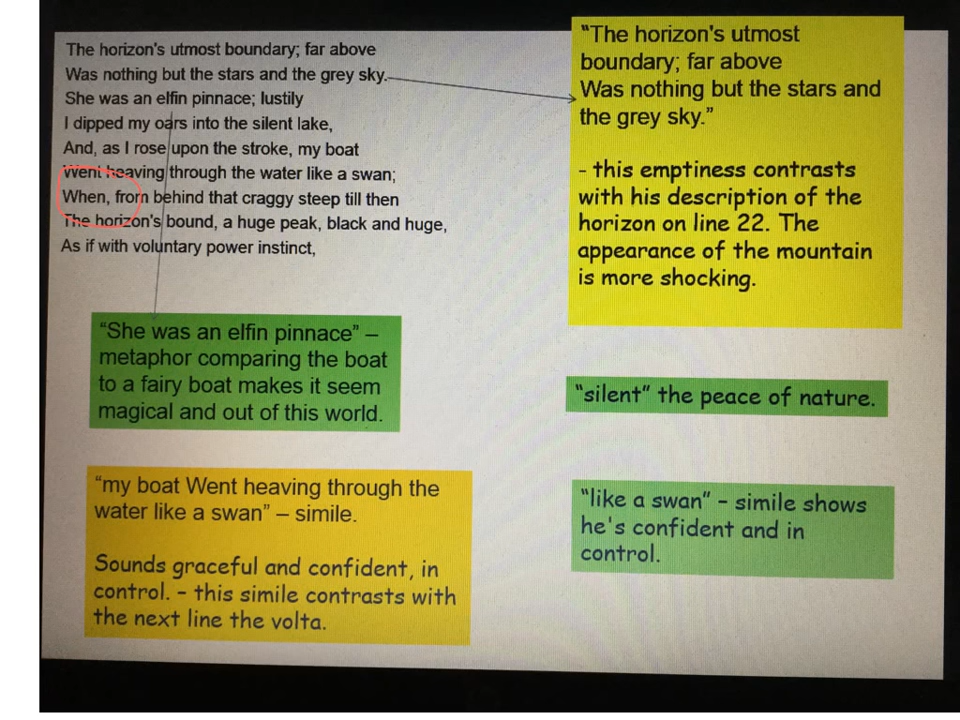 The horizon's utmost boundary; far above
Was nothing but the stars and the grey sky.
She was an elfin pinnace; lustily
I dipped my oars into the silent lake,
And, as I rose upon the stroke, my boat
Went heaving through the water like a swan;
When, from behind that craggy steep till then
The horizon's bound, a huge peak, black and huge,
As if with voluntary power instinct,
"The horizon's utmost
boundary; far above
Was nothing but the stars and
the grey sky."
- this emptiness contrasts
with his description of the
horizon on line 22. The
appearance of the mountain
is more shocking.
"She was an elfin pinnace" –
metaphor comparing the boat
to a fairy boat makes it seem
magical and out of this world.
"silent" the peace of nature.
"my boat Went heaving through the
water like a swan" – simile.
Sounds graceful and confident, in
control. - this simile contrasts with
the next line the volta.
"like a swan" - simile shows
he's confident and in
control.